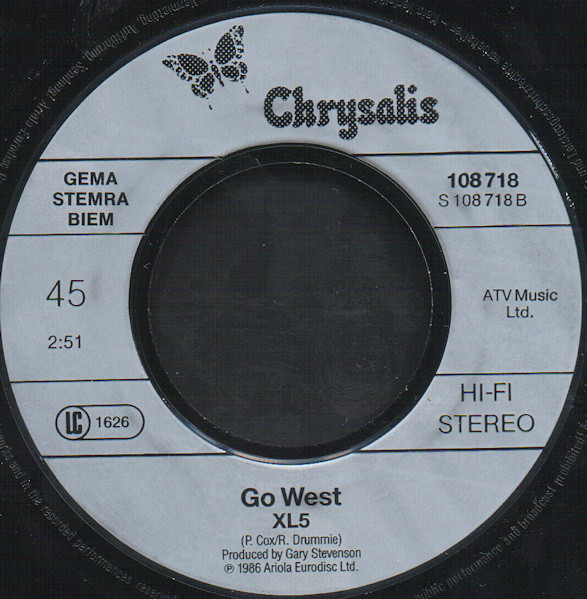 Chrysalis
GEMA
STEMRA
BIEM
108 718
S 108 718 B
45
2:51
ATV Music
Ltd.
LC 1626
HI-FI
STEREO
Go West
XL5
(P. Cox/R. Drummie)
Produced by Gary Stevenson
℗ 1986 Ariola Eurodisc Ltd.